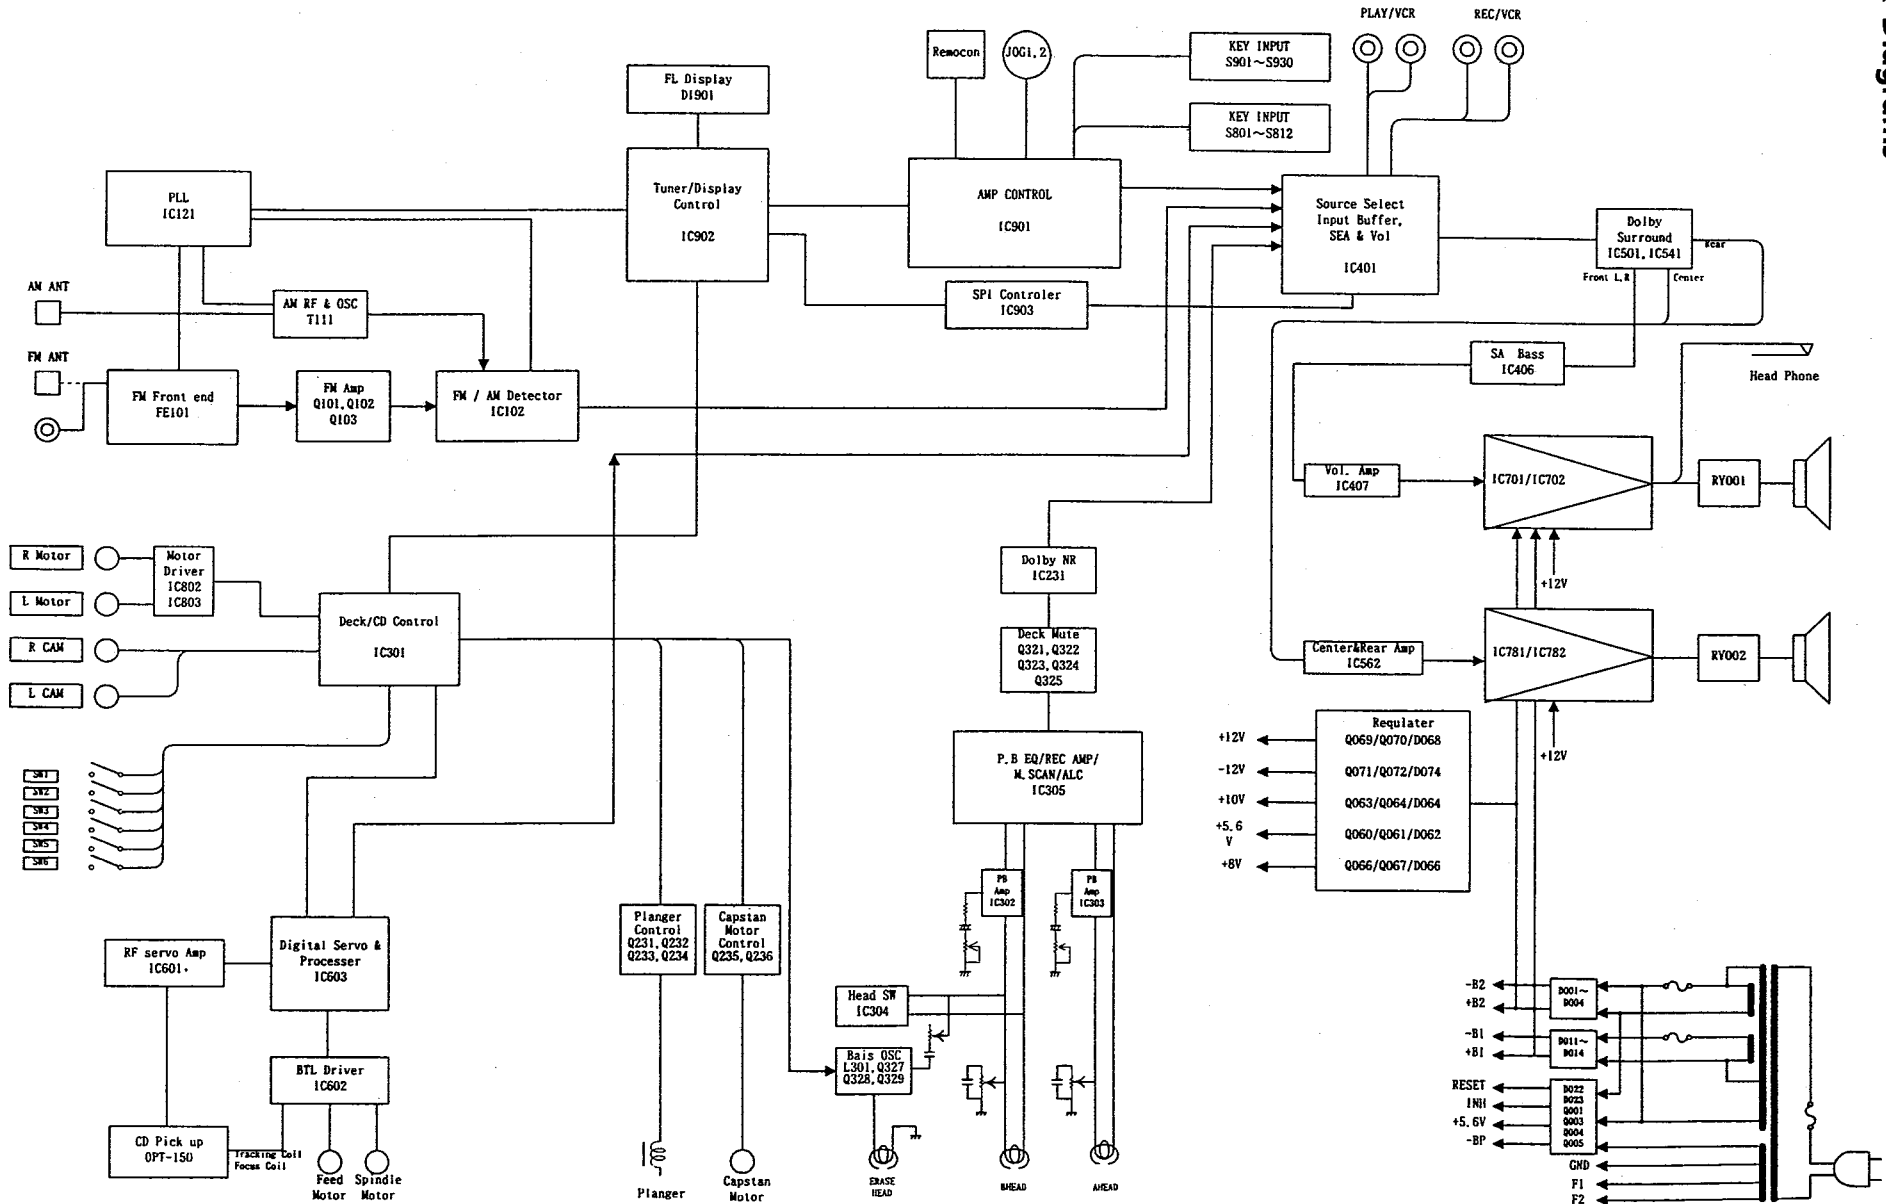 PLAY/VCR
REC/VCR
Remocon
JOG1, 2
KEY INPUT
S901~S930
FL Display
D1901
KEY INPUT
S801~S812
PLL
IC121
Tuner/Display
Control
IC902
AMP CONTROL
IC901
Source Select
Input Buffer,
SEA & Vol
IC401
Dolby
Surround
IC501, IC541
Rear
Front L,R
Center
AM ANT
AM RF & OSC
T111
SPI Controler
IC903
FM ANT
FM Front end
FE101
FM Amp
Q101, Q102
Q103
FM / AM Detector
IC102
SA Bass
IC406
Head Phone
Vol. Amp
IC407
IC701/IC702
RY001
+12V
R Motor
L Motor
R CAM
L CAM
Motor
Driver
IC802
IC803
Deck/CD Control
IC301
Dolby NR
IC231
Deck Mute
Q321, Q322
Q323, Q324
Q325
Center&Rear Amp
IC562
IC781/IC782
RY002
+12V
P.B EQ/REC AMP/
M.SCAN/ALC
IC305
Requlater
+12V
Q069/Q070/D068
-12V
Q071/Q072/D074
+10V
Q063/Q064/D064
+5.6
V
Q060/Q061/D062
+8V
Q066/Q067/D066
SW1
SW2
SW3
SW4
SW5
SW6
PB
Amp
IC302
PB
Amp
IC303
RF servo Amp
IC601.
Digital Servo &
Processer
IC603
Planger
Control
Q231, Q232
Q233, Q234
Capstan
Motor
Control
Q235, Q236
Head SW
IC304
Bais OSC
L301, Q327
Q328, Q329
BTL Driver
IC602
CD Pick up
OPT-150
Tracking Coil
Focus Coil
Feed
Motor
Spindle
Motor
Planger
Capstan
Motor
ERASE
HEAD
BHEAD
AHEAD
-B2
+B2
D001~
D004
-B1
+B1
D011~
D014
RESET
INH
+5.6V
-BP
D022
D023
Q001
Q003
Q004
Q005
GND
F1
F2